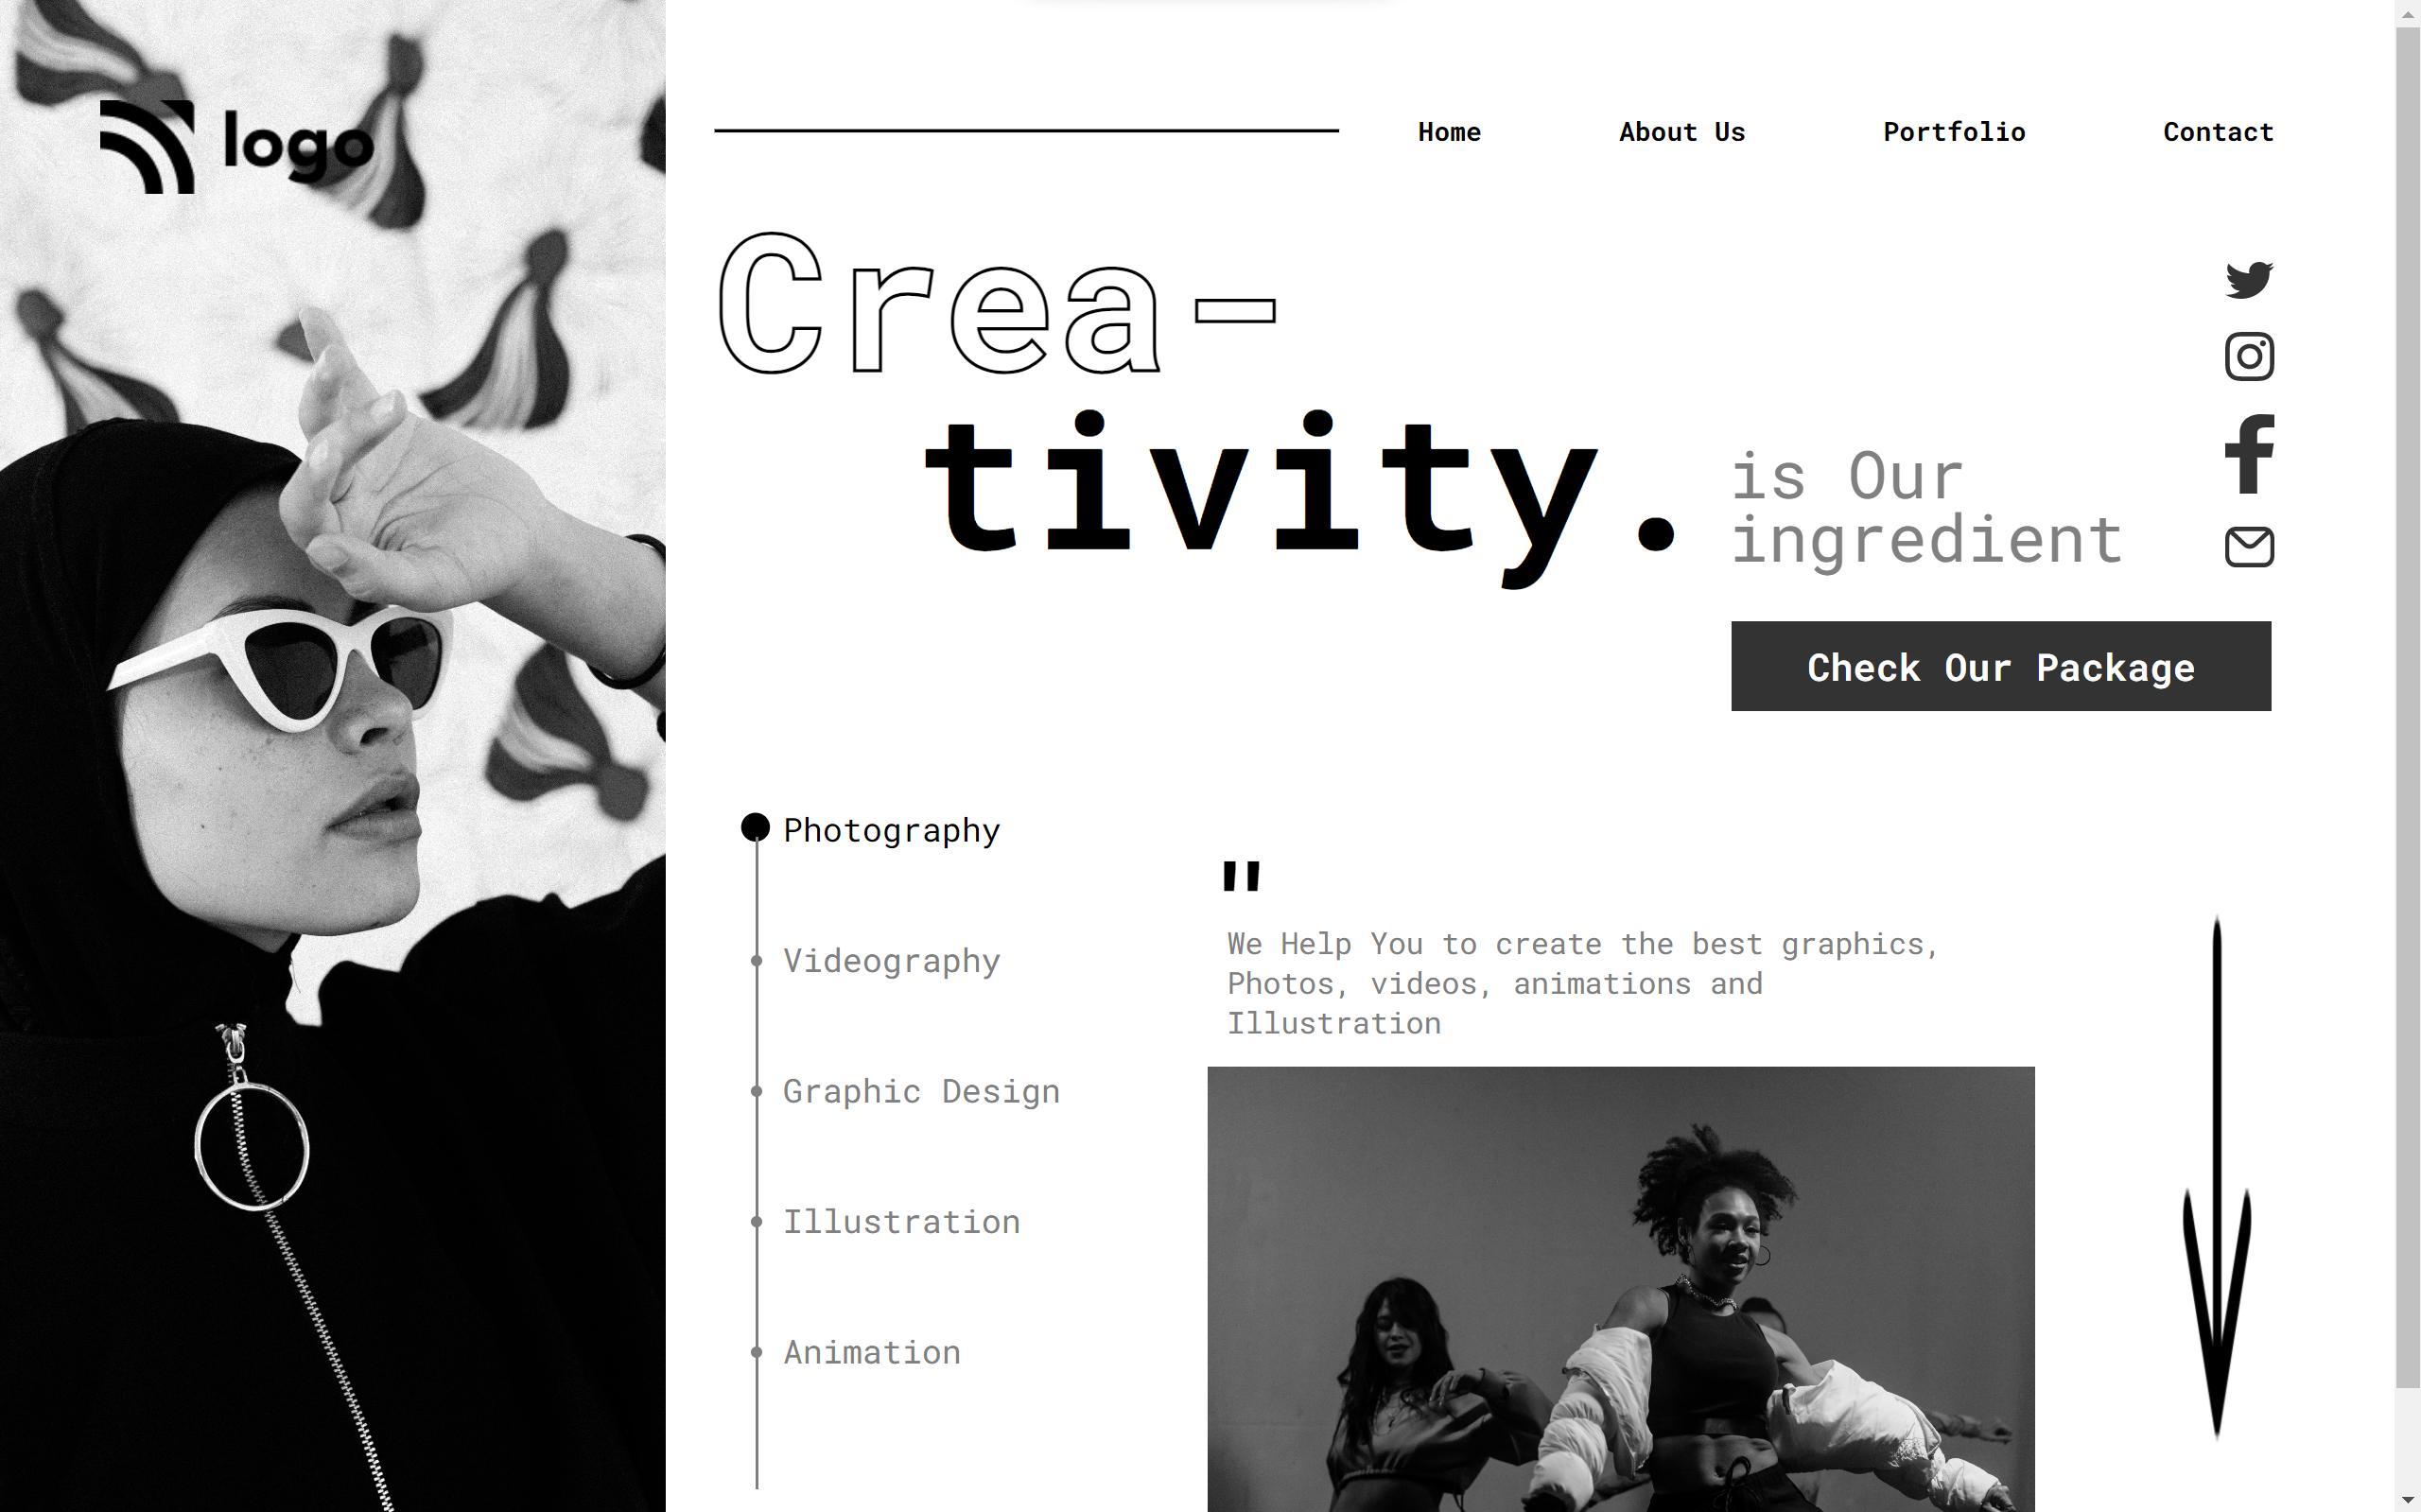 logo
Home About Us Portfolio Contact
Crea-
tivity.
is Our
ingredient
Check Our Package
Photography
Videography
Graphic Design
Illustration
Animation
"
We Help You to create the best graphics,
Photos, videos, animations and
Illustration